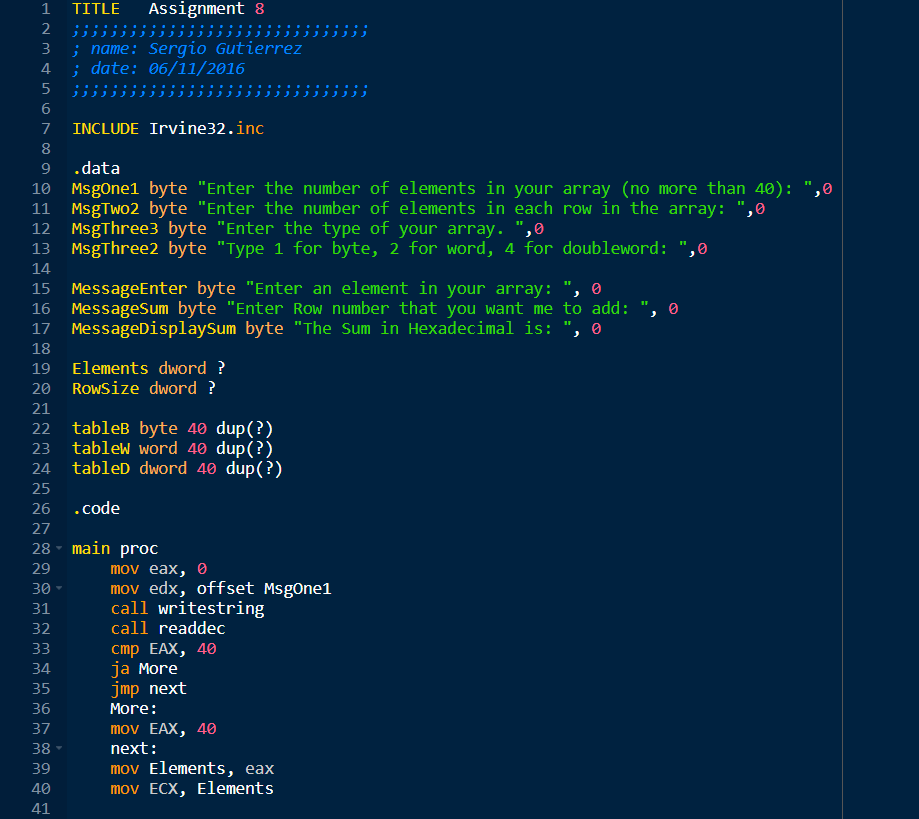 1 TITLE   Assignment 8
2 ;;;;;;;;;;;;;;;;;;;;;;;;;;;;;;;
3 ; name: Sergio Gutierrez
4 ; date: 06/11/2016
5 ;;;;;;;;;;;;;;;;;;;;;;;;;;;;;;;
6
7 INCLUDE Irvine32.inc
8
9 .data
10 MsgOne1 byte "Enter the number of elements in your array (no more than 40): ",0
11 MsgTwo2 byte "Enter the number of elements in each row in the array: ",0
12 MsgThree3 byte "Enter the type of your array. ",0
13 MsgThree2 byte "Type 1 for byte, 2 for word, 4 for doubleword: ",0
14
15 MessageEnter byte "Enter an element in your array: ", 0
16 MessageSum byte "Enter Row number that you want me to add: ", 0
17 MessageDisplaySum byte "The Sum in Hexadecimal is: ", 0
18
19 Elements dword ?
20 RowSize dword ?
21
22 tableB byte 40 dup(?)
23 tableW word 40 dup(?)
24 tableD dword 40 dup(?)
25
26 .code
27
28 main proc
29     mov eax, 0
30     mov edx, offset MsgOne1
31     call writestring
32     call readdec
33     cmp EAX, 40
34     ja More
35     jmp next
36     More:
37     mov EAX, 40
38     next:
39     mov Elements, eax
40     mov ECX, Elements
41